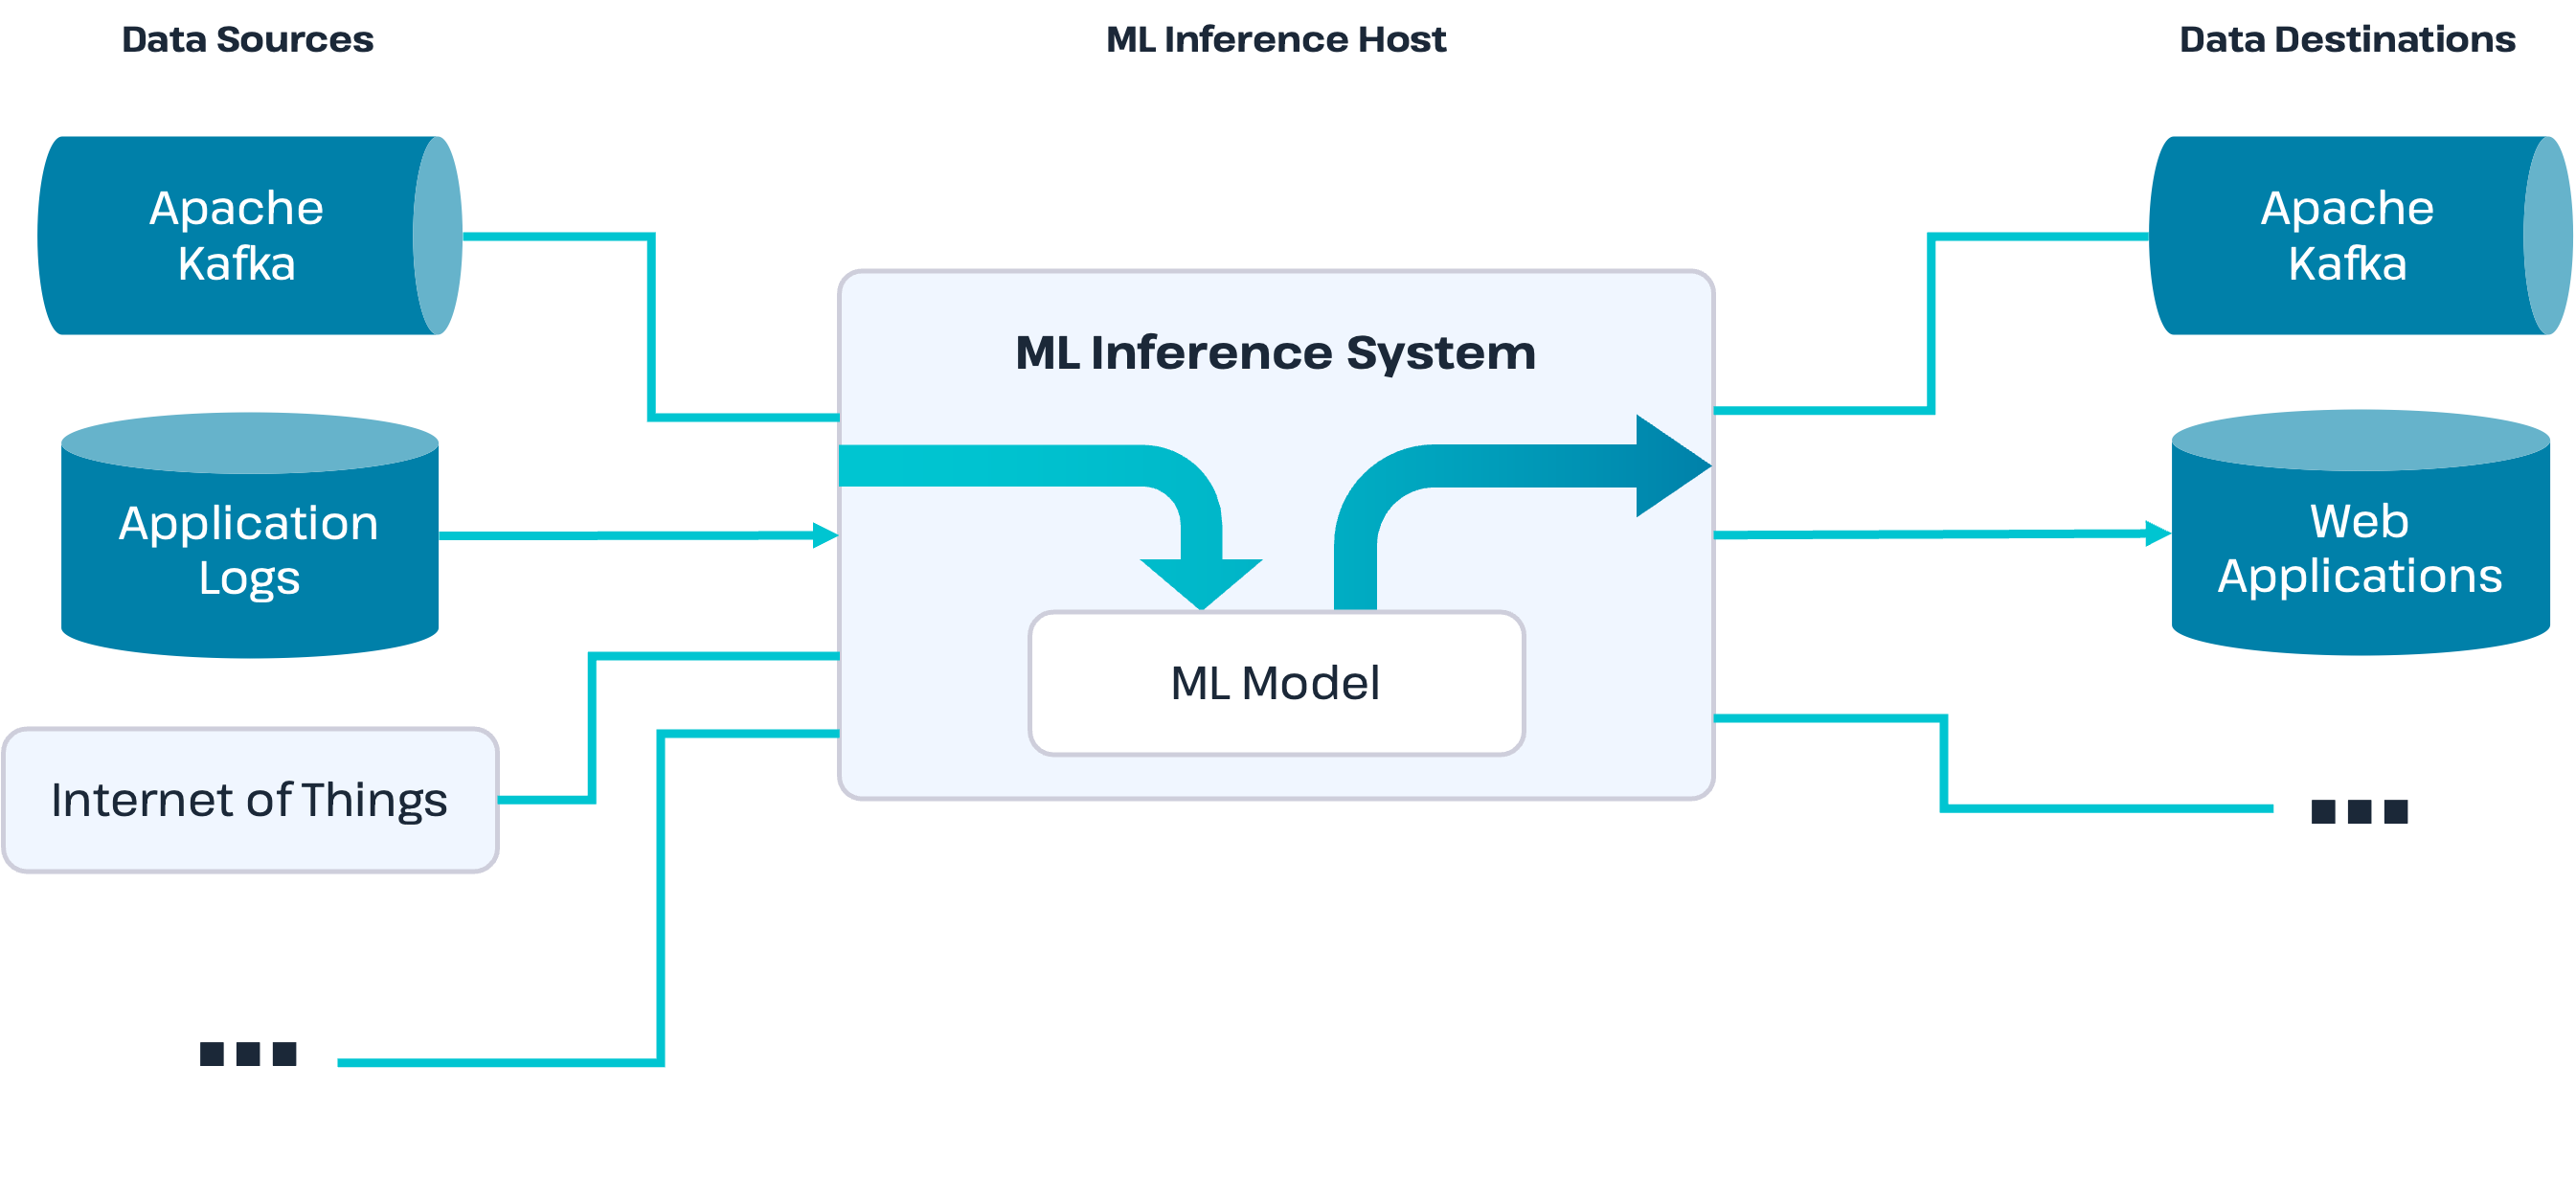 Data Sources
ML Inference Host
Data Destinations
Apache
Kafka
Apache
Kafka
ML Inference System
Application
Logs
Web
Applications
ML Model
Internet of Things